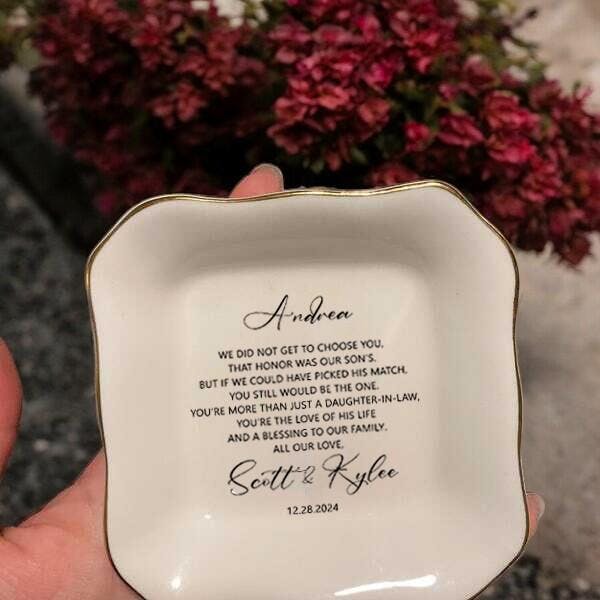 Andrea
WE DID NOT GET TO CHOOSE YOU,
THAT HONOR WAS OUR SON'S.
BUT IF WE COULD HAVE PICKED HIS MATCH,
YOU STILL WOULD BE THE ONE.
YOU'RE MORE THAN JUST A DAUGHTER-IN-LAW,
YOU'RE THE LOVE OF HIS LIFE
AND A BLESSING TO OUR FAMILY.
ALL OUR LOVE,
Scott & Kylee
12.28.2024